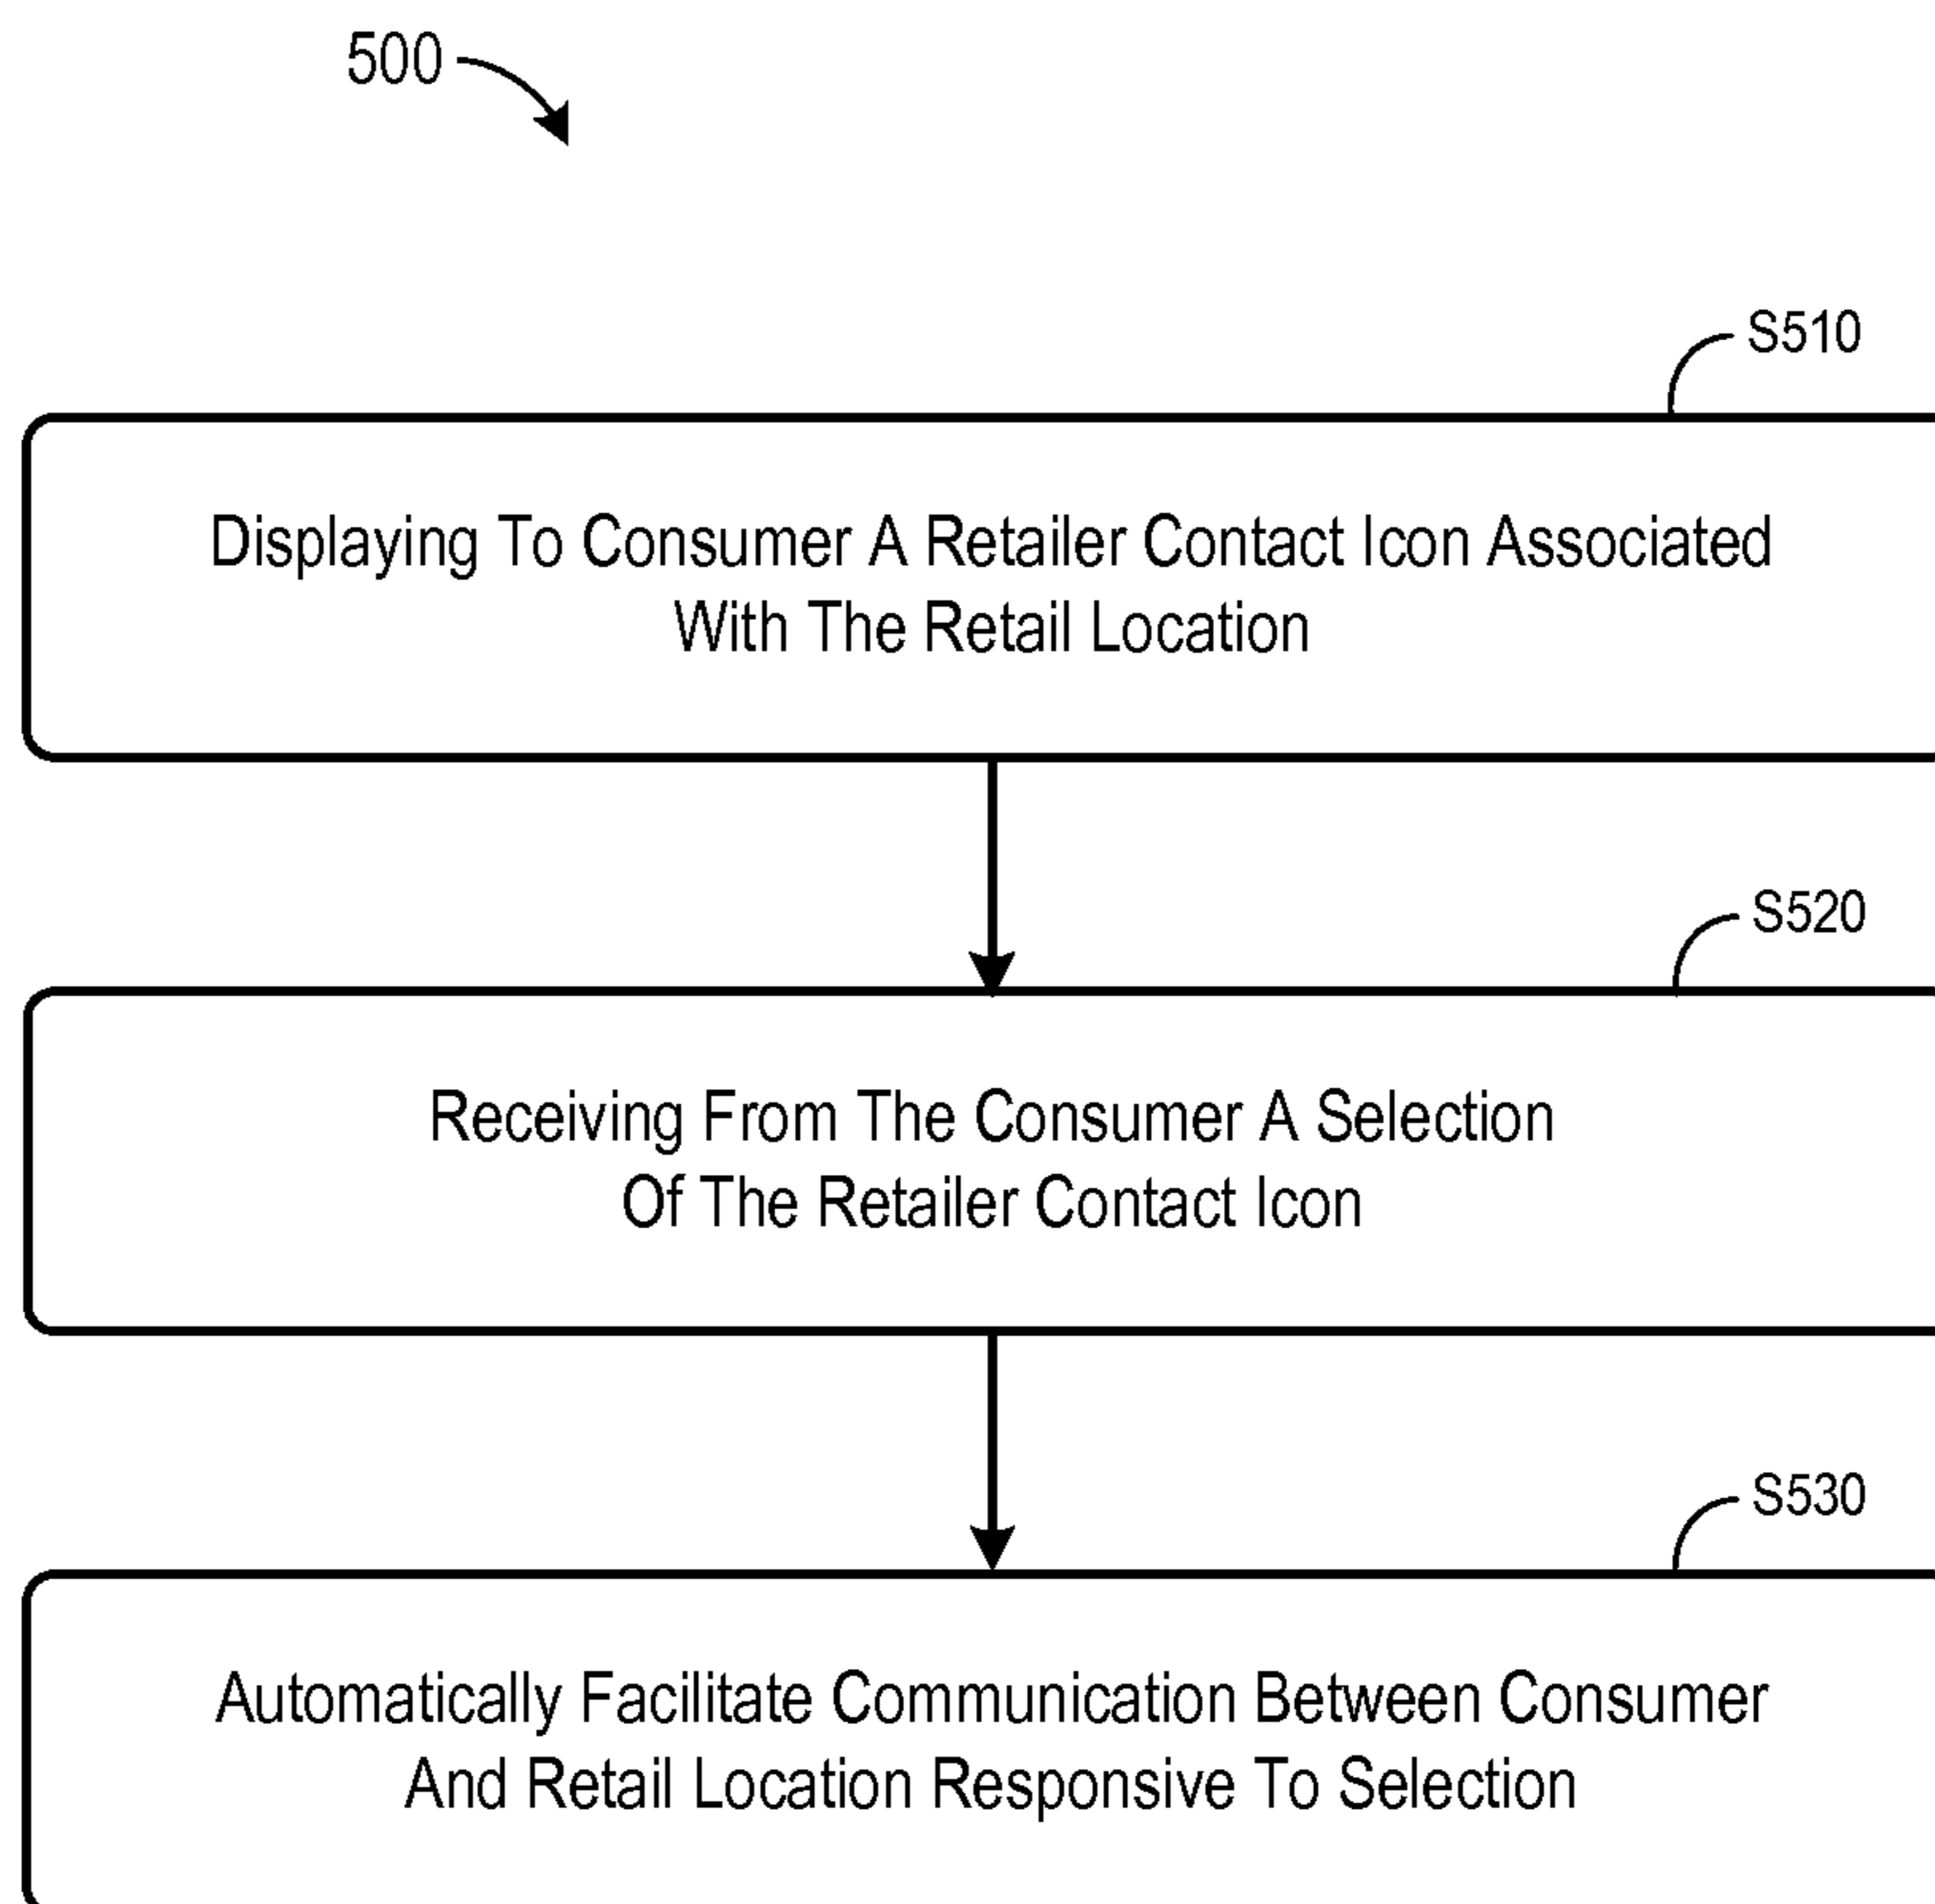 500
S510
Displaying To Consumer A Retailer Contact Icon Associated
With The Retail Location
S520
Receiving From The Consumer A Selection
Of The Retailer Contact Icon
S530
Automatically Facilitate Communication Between Consumer
And Retail Location Responsive To Selection